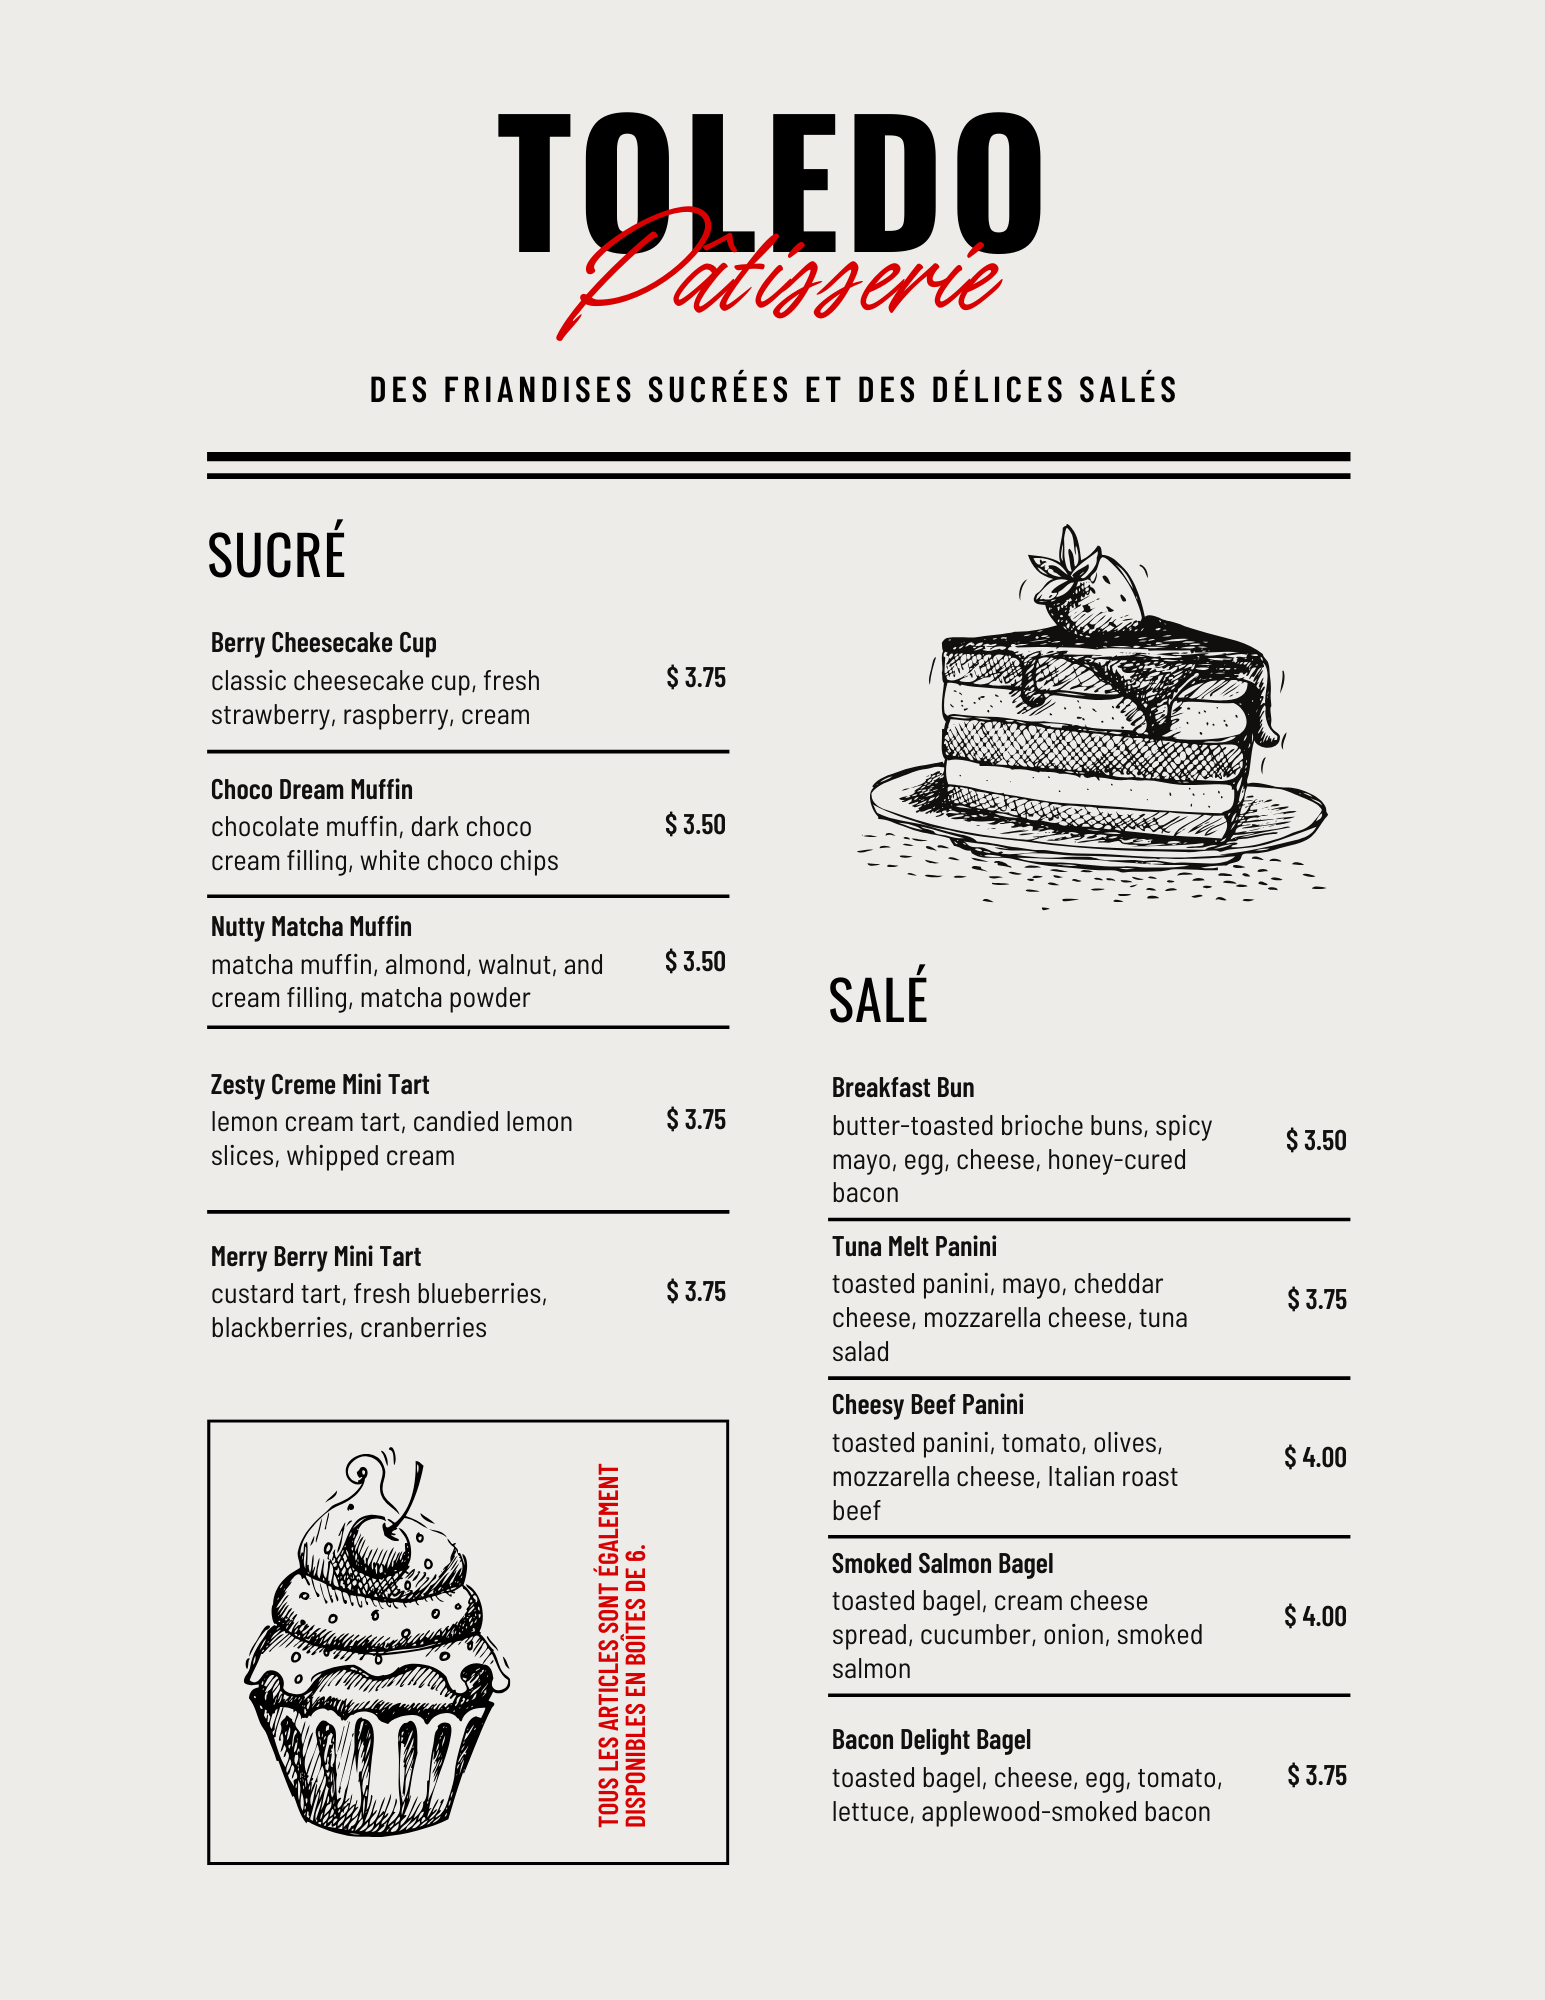 TOLEDO
Pâtisserie
DES FRIANDISES SUCRÉES ET DES DÉLICES SALÉS
SUCRÉ
Berry Cheesecake Cup
classic cheesecake cup, fresh
strawberry, raspberry, cream
$ 3.75
Choco Dream Muffin
chocolate muffin, dark choco
cream filling, white choco chips
$ 3.50
Nutty Matcha Muffin
matcha muffin, almond, walnut, and
cream filling, matcha powder
$ 3.50
Zesty Creme Mini Tart
lemon cream tart, candied lemon
slices, whipped cream
$ 3.75
Merry Berry Mini Tart
custard tart, fresh blueberries,
blackberries, cranberries
$ 3.75
TOUS LES ARTICLES SONT ÉGALEMENT
DISPONIBLES EN BOÎTES DE 6.
SALÉ
Breakfast Bun
butter-toasted brioche buns, spicy
mayo, egg, cheese, honey-cured
bacon
$ 3.50
Tuna Melt Panini
toasted panini, mayo, cheddar
cheese, mozzarella cheese, tuna
salad
$ 3.75
Cheesy Beef Panini
toasted panini, tomato, olives,
mozzarella cheese, Italian roast
beef
$ 4.00
Smoked Salmon Bagel
toasted bagel, cream cheese
spread, cucumber, onion, smoked
salmon
$ 4.00
Bacon Delight Bagel
toasted bagel, cheese, egg, tomato,
lettuce, applewood-smoked bacon
$ 3.75